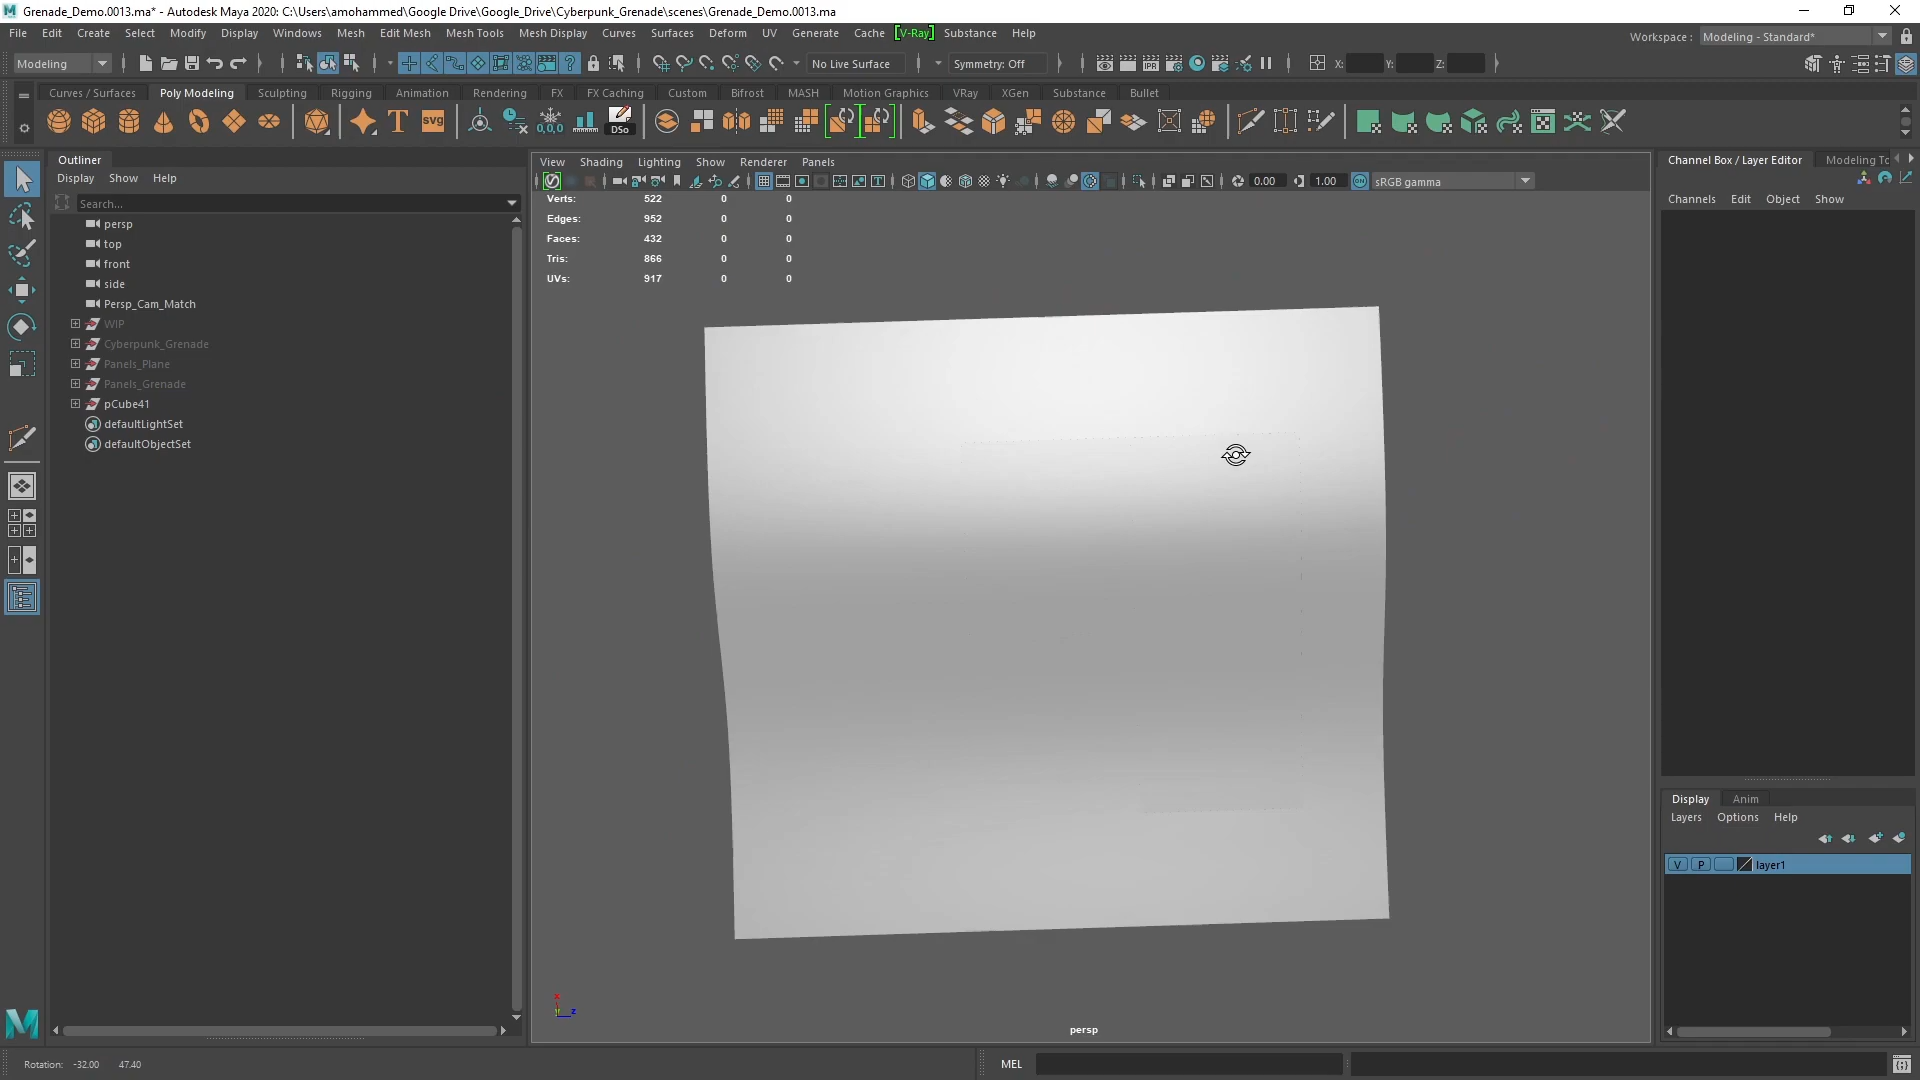 Grenade_Demo.0013.ma* - Autodesk Maya 2020: C:\Users\amohammed\Google Drive\Google_Drive\Cyberpunk_Grenade\scenes\Grenade_Demo.0013.ma
File Edit Create Select Modify Display Windows Mesh Edit Mesh Mesh Tools Mesh Display Curves Surfaces Deform UV Generate Cache [V-Ray] Substance Help
Workspace : Modeling - Standard*
Modeling No Live Surface Symmetry: Off X: Y: Z:
Curves / Surfaces Poly Modeling Sculpting Rigging Animation Rendering FX FX Caching Custom Bifrost MASH Motion Graphics VRay XGen Substance Bullet
T svg 0,0,0 DSo
Outliner
Display Show Help
Search...
persp
top
front
side
Persp_Cam_Match
WIP
Cyberpunk_Grenade
Panels_Plane
Panels_Grenade
pCube41
defaultLightSet
defaultObjectSet
View Shading Lighting Show Renderer Panels
0.00 1.00 ON sRGB gamma
Verts: 522 0 0
Edges: 952 0 0
Faces: 432 0 0
Tris: 866 0 0
UVs: 917 0 0
x
z
persp
Channel Box / Layer Editor Modeling To
Channels Edit Object Show
Display Anim
Layers Options Help
V P layer1
Rotation: -32.00 47.40
MEL